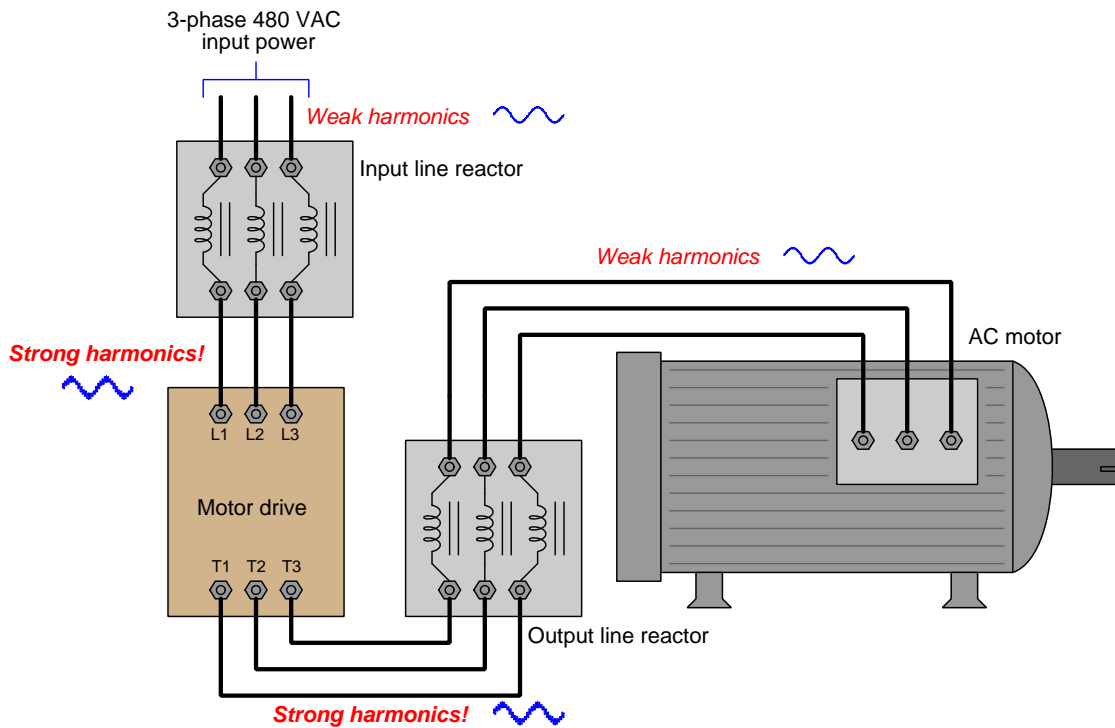 3-phase 480 VAC
input power
Weak harmonics
Input line reactor
Weak harmonics
AC motor
Strong harmonics!
L1 L2 L3
Motor drive
T1 T2 T3
Output line reactor
Strong harmonics!